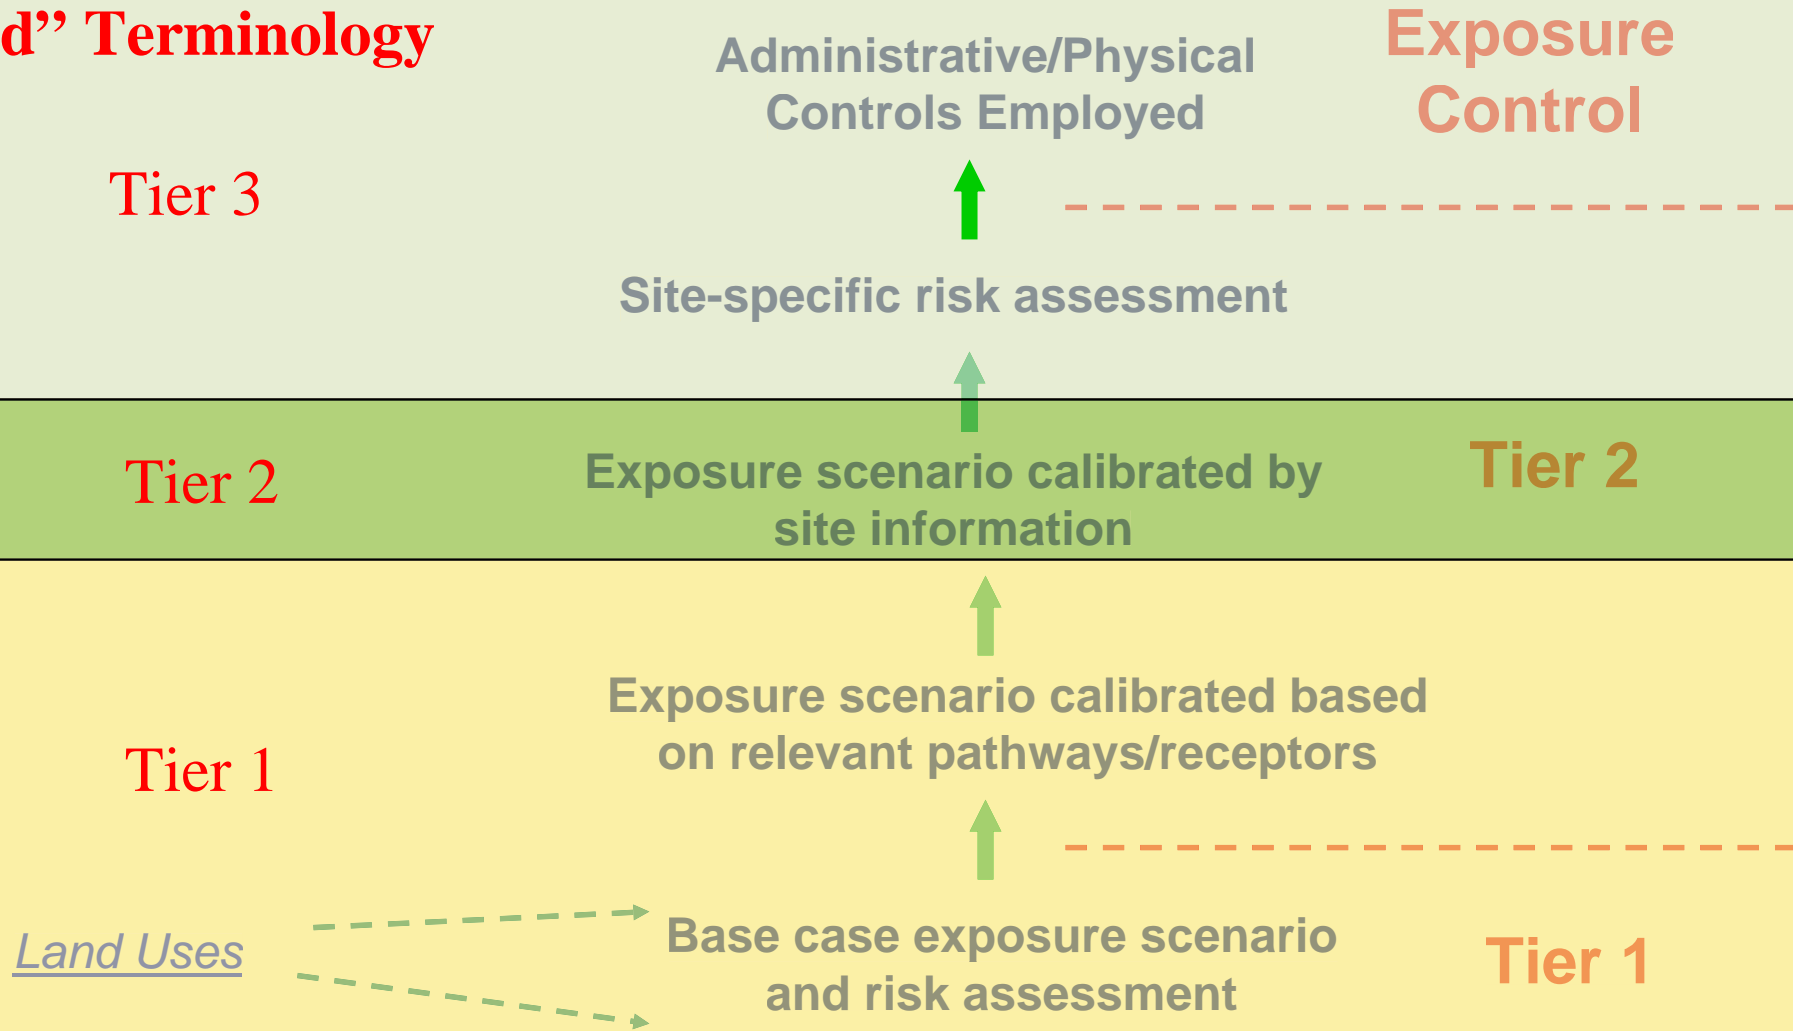 d” Terminology
Administrative/Physical
Controls Employed
Exposure
Control
Tier 3
Site-specific risk assessment
Tier 2
Exposure scenario calibrated by
site information
Tier 2
Exposure scenario calibrated based
on relevant pathways/receptors
Tier 1
Land Uses
Base case exposure scenario
and risk assessment
Tier 1